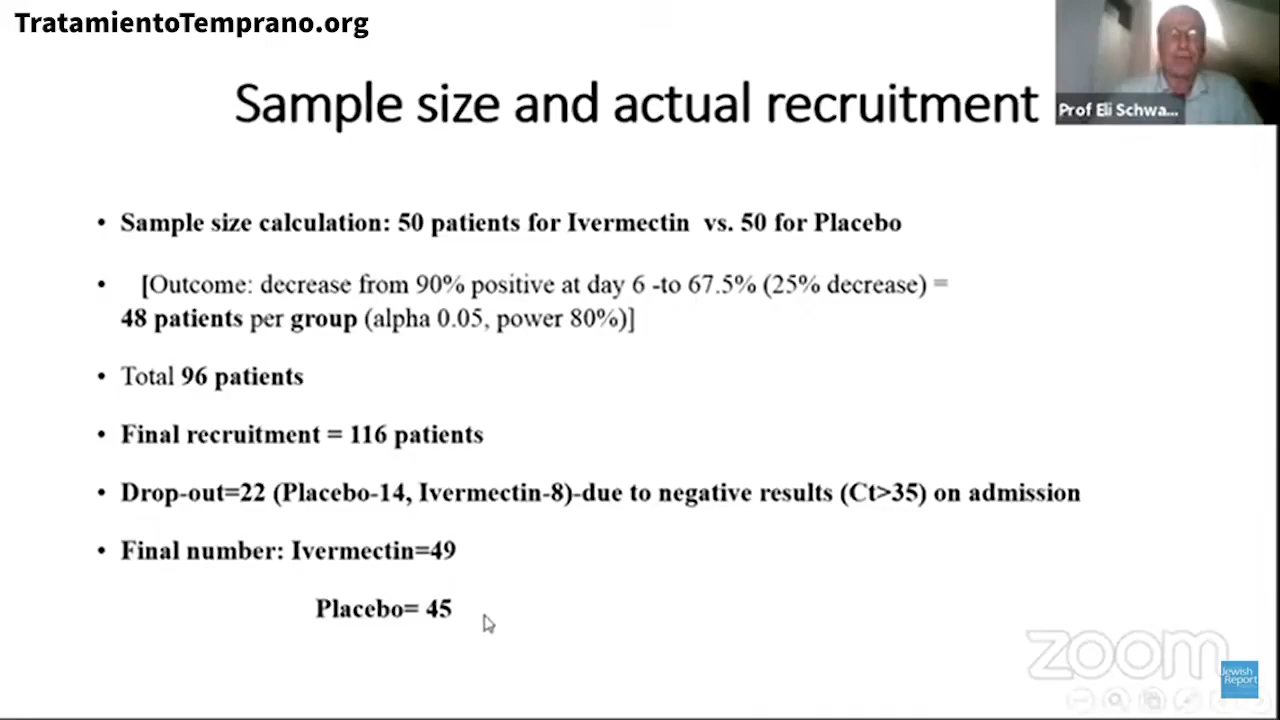 TratamientoTemprano.org
Sample size and actual recruitment
Prof Eli Schwa...
• Sample size calculation: 50 patients for Ivermectin vs. 50 for Placebo
• [Outcome: decrease from 90% positive at day 6 -to 67.5% (25% decrease) =
48 patients per group (alpha 0.05, power 80%)]
• Total 96 patients
• Final recruitment = 116 patients
• Drop-out=22 (Placebo-14, Ivermectin-8)-due to negative results (Ct>35) on admission
• Final number: Ivermectin=49
Placebo= 45
zoom
Jewish
Report